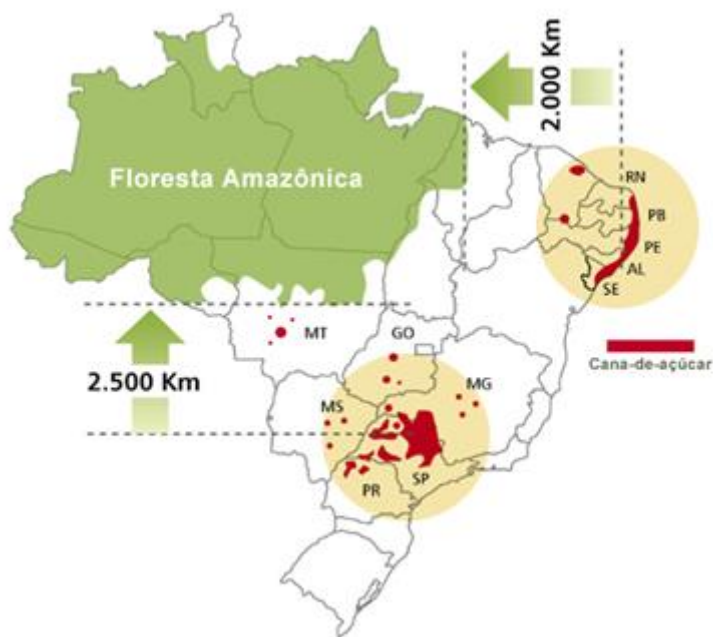 2.000 Km
Floresta Amazônica
RN
PB
PE
AL
SE
MT
GO
Cana-de-açúcar
2.500 Km
MG
MS
SP
PR